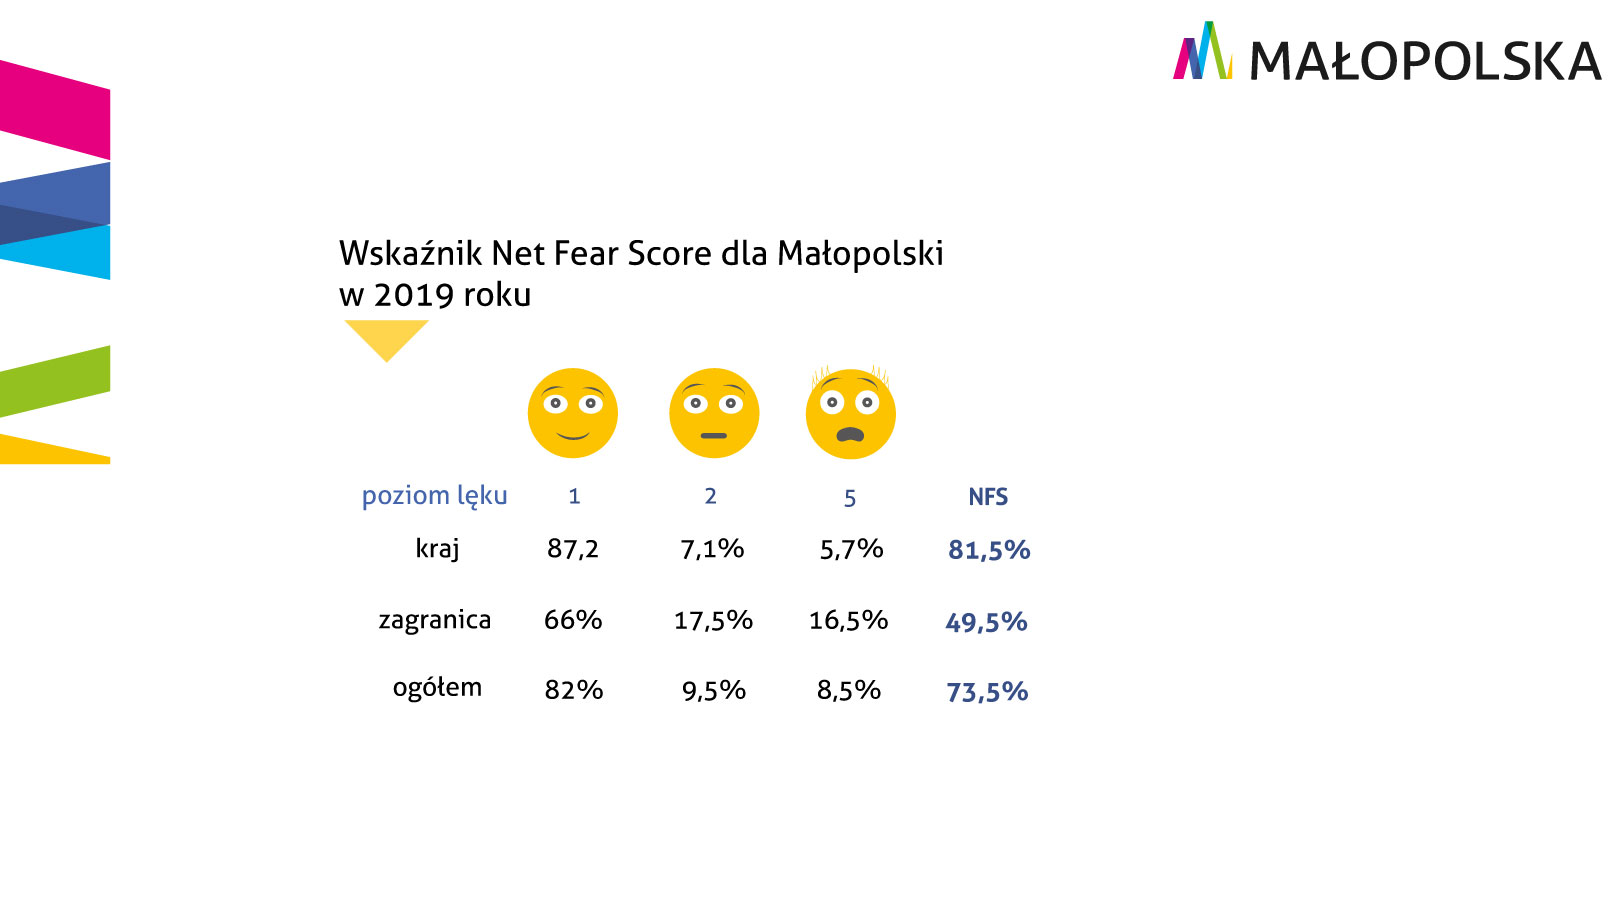 MAŁOPOLSKA
Wskaźnik Net Fear Score dla Małopolski
w 2019 roku
poziom lęku 1 2 5 NFS
kraj 87,2 7,1% 5,7% 81,5%
zagranica 66% 17,5% 16,5% 49,5%
ogółem 82% 9,5% 8,5% 73,5%